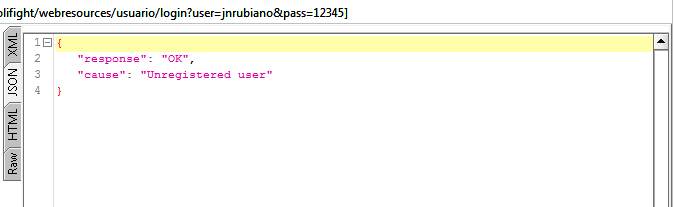 olifight/webresources/usuario/login?user=jnrubiano&pass=12345]
XML
JSON
HTML
Raw
1 {
2 "response": "OK",
3 "cause": "Unregistered user"
4 }